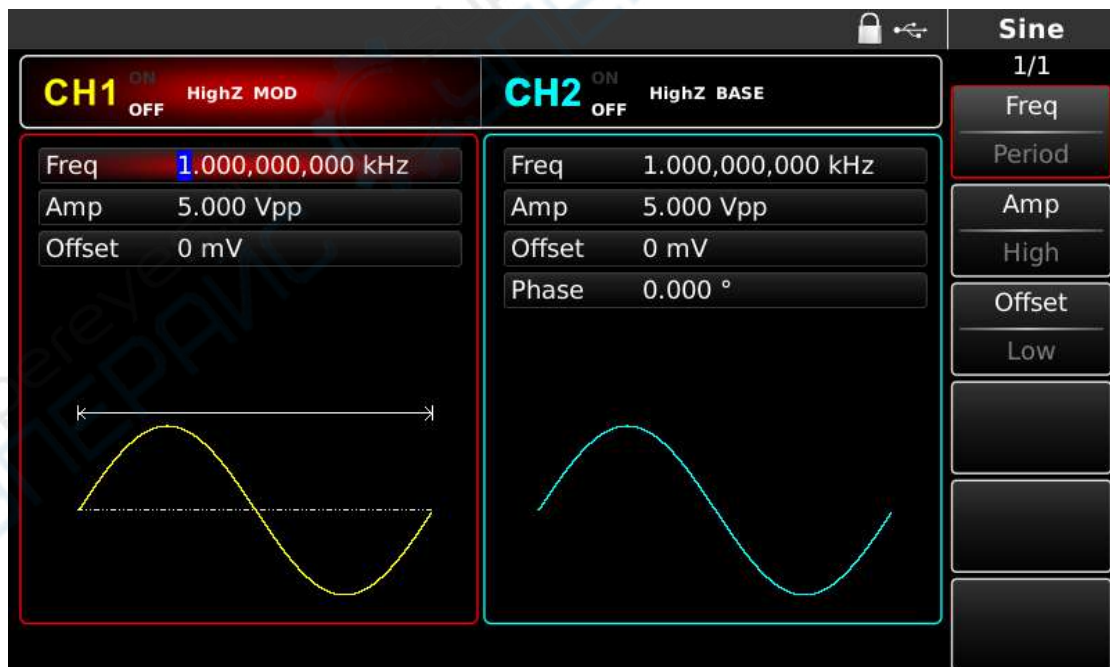 Sine
1/1
CH1 ON OFF HighZ MOD
CH2 ON OFF HighZ BASE
Freq 1.000,000,000 kHz
Amp 5.000 Vpp
Offset 0 mV
Freq 1.000,000,000 kHz
Amp 5.000 Vpp
Offset 0 mV
Phase 0.000 °
Freq
Period
Amp
High
Offset
Low